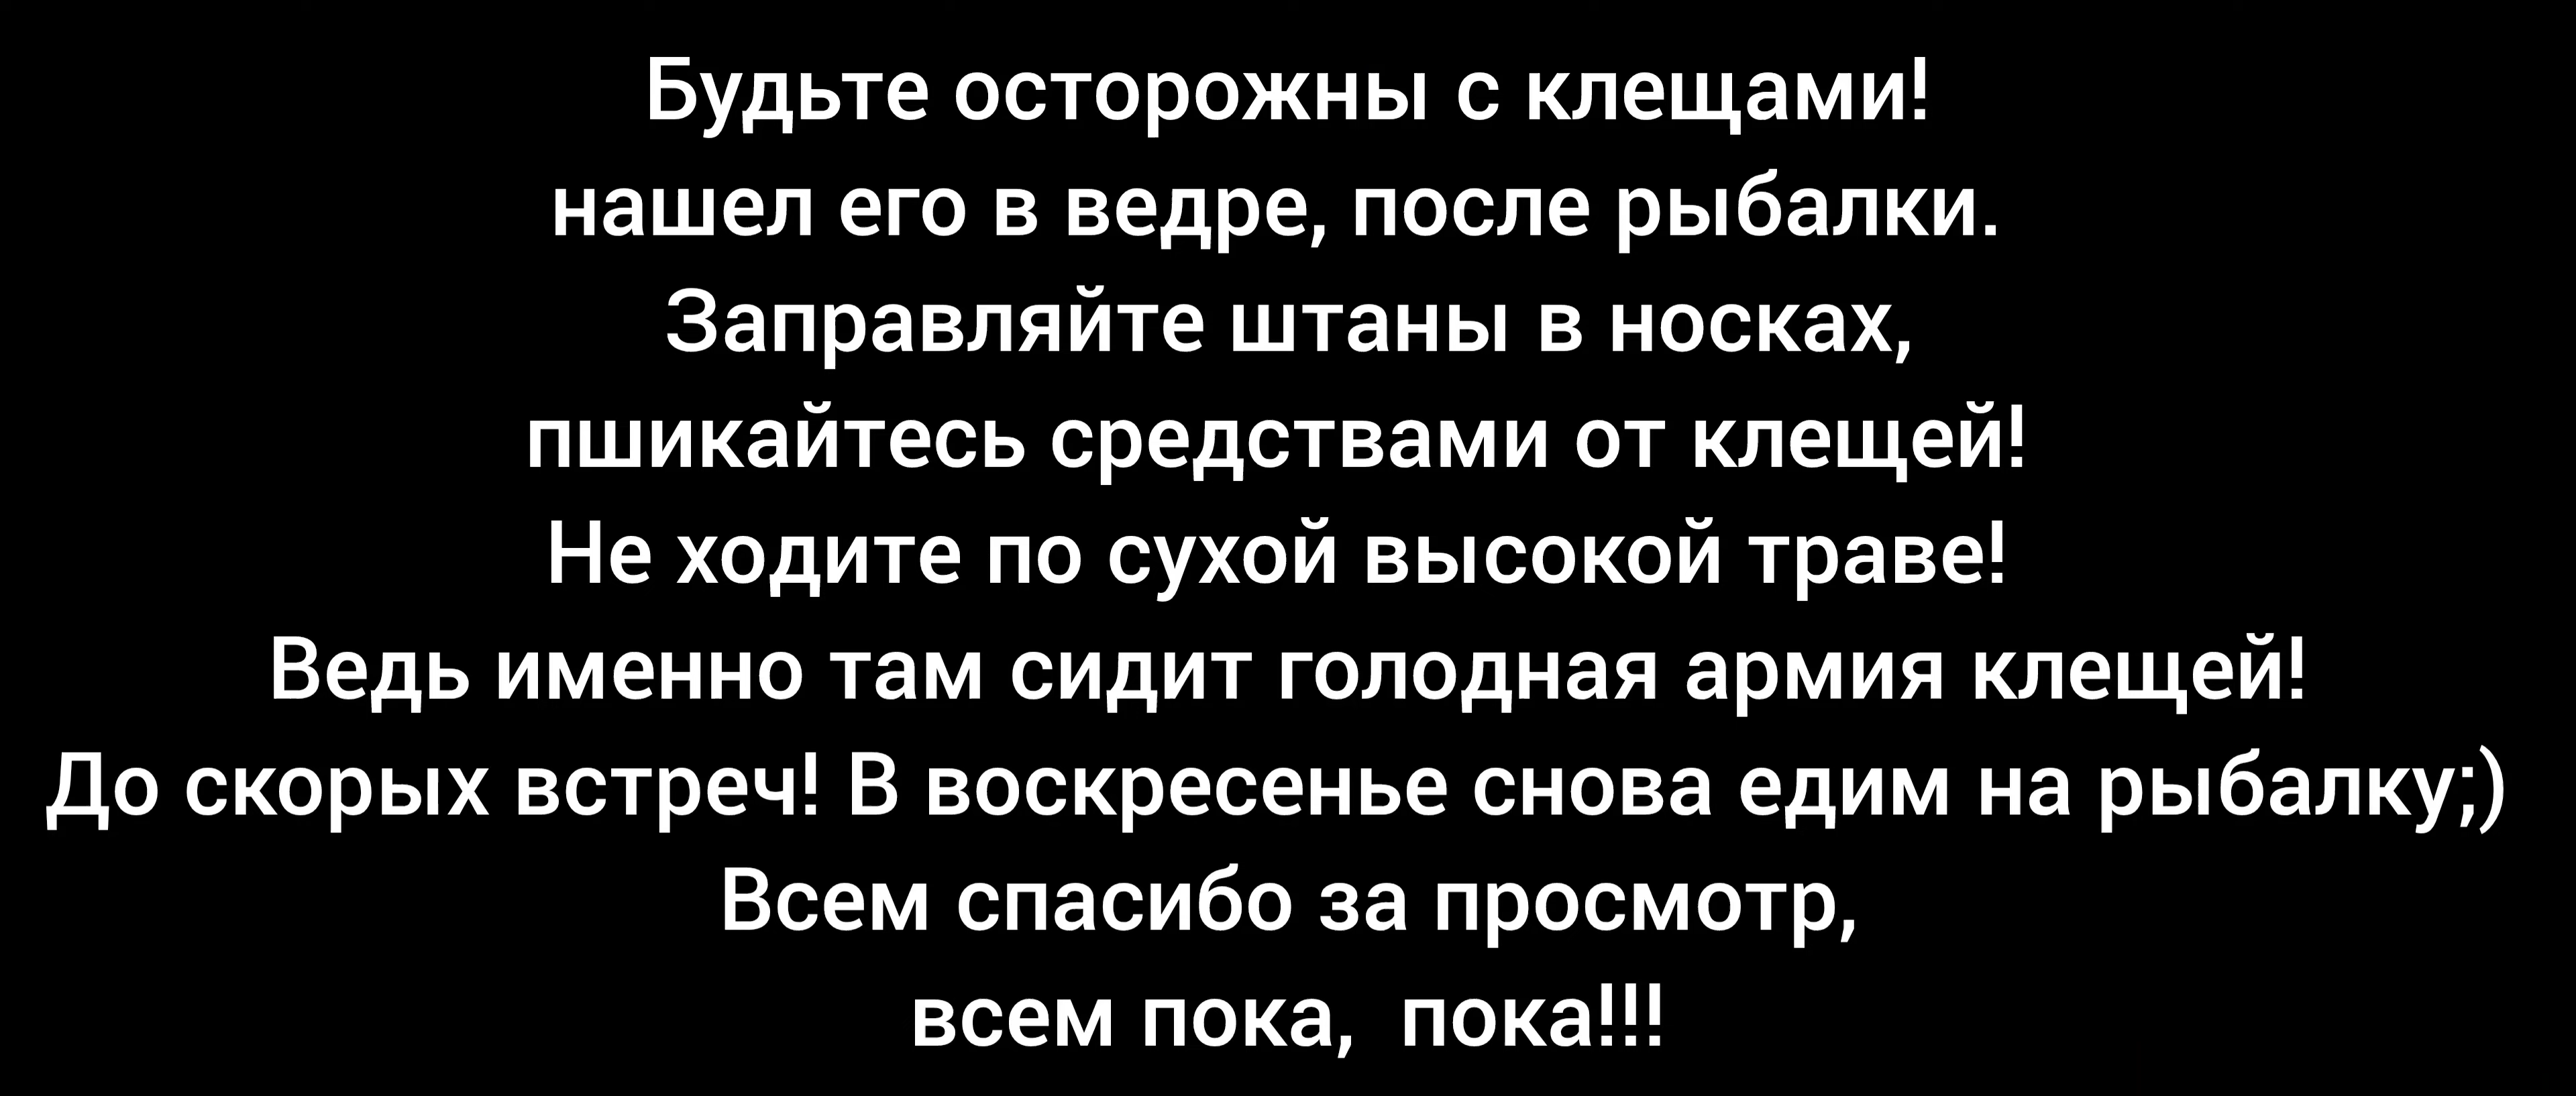 Будьте осторожны с клещами!
нашел его в ведре, после рыбалки.
Заправляйте штаны в носках,
пшикайтесь средствами от клещей!
Не ходите по сухой высокой траве!
Ведь именно там сидит голодная армия клещей!
До скорых встреч! В воскресенье снова едим на рыбалку;)
Всем спасибо за просмотр,
всем пока,  пока!!!